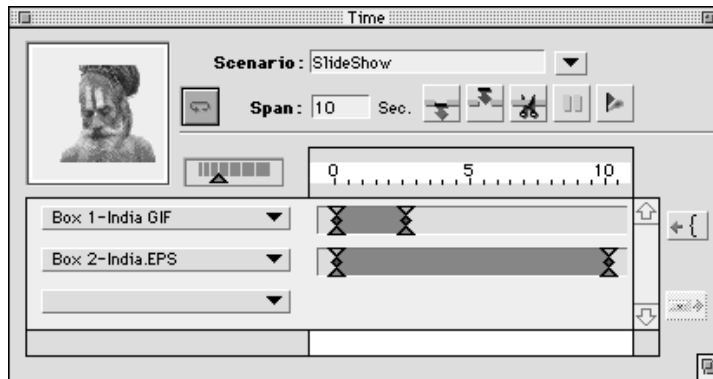 Time
Scenario: SlideShow
Span: 10 Sec.
0 5 10
Box 1-India GIF
Box 2-India.EPS